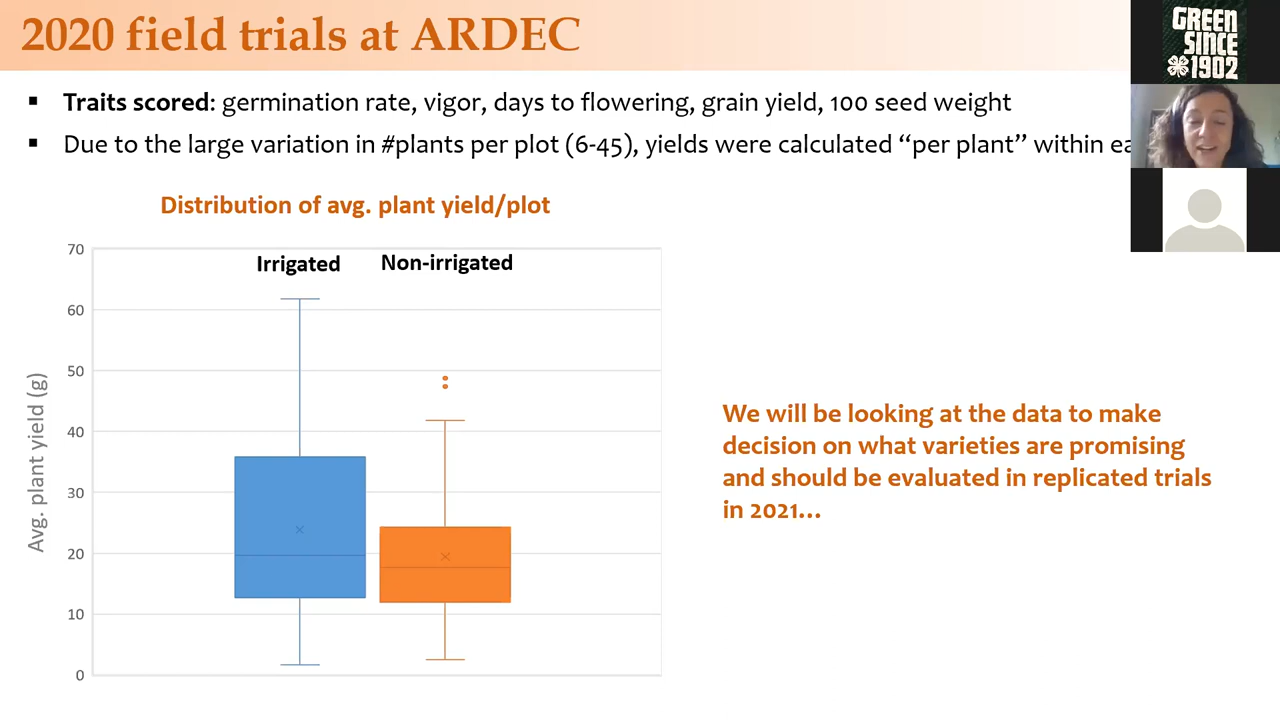 2020 field trials at ARDEC
GREEN
SINCE
1902
Traits scored: germination rate, vigor, days to flowering, grain yield, 100 seed weight
Due to the large variation in #plants per plot (6-45), yields were calculated “per plant” within
Distribution of avg. plant yield/plot
Irrigated Non-irrigated
70
60
50
40
30
20
10
0
Avg. plant yield (g)
We will be looking at the data to make
decision on what varieties are promising
and should be evaluated in replicated trials
in 2021...